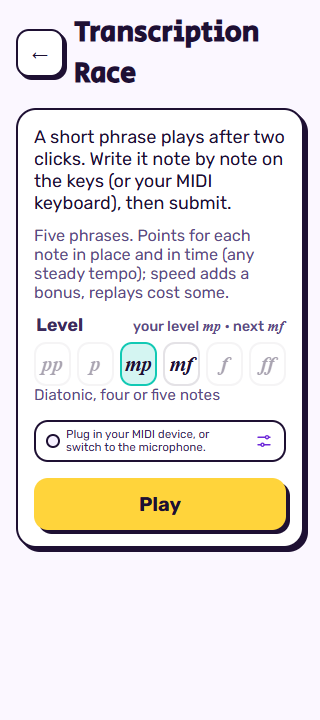 ←
Transcription
Race
A short phrase plays after two
clicks. Write it note by note on
the keys (or your MIDI
keyboard), then submit.
Five phrases. Points for each
note in place and in time (any
steady tempo); speed adds a
bonus, replays cost some.
Level your level mp · next mf
pp p mp mf f ff
Diatonic, four or five notes
Plug in your MIDI device, or
switch to the microphone.
Play